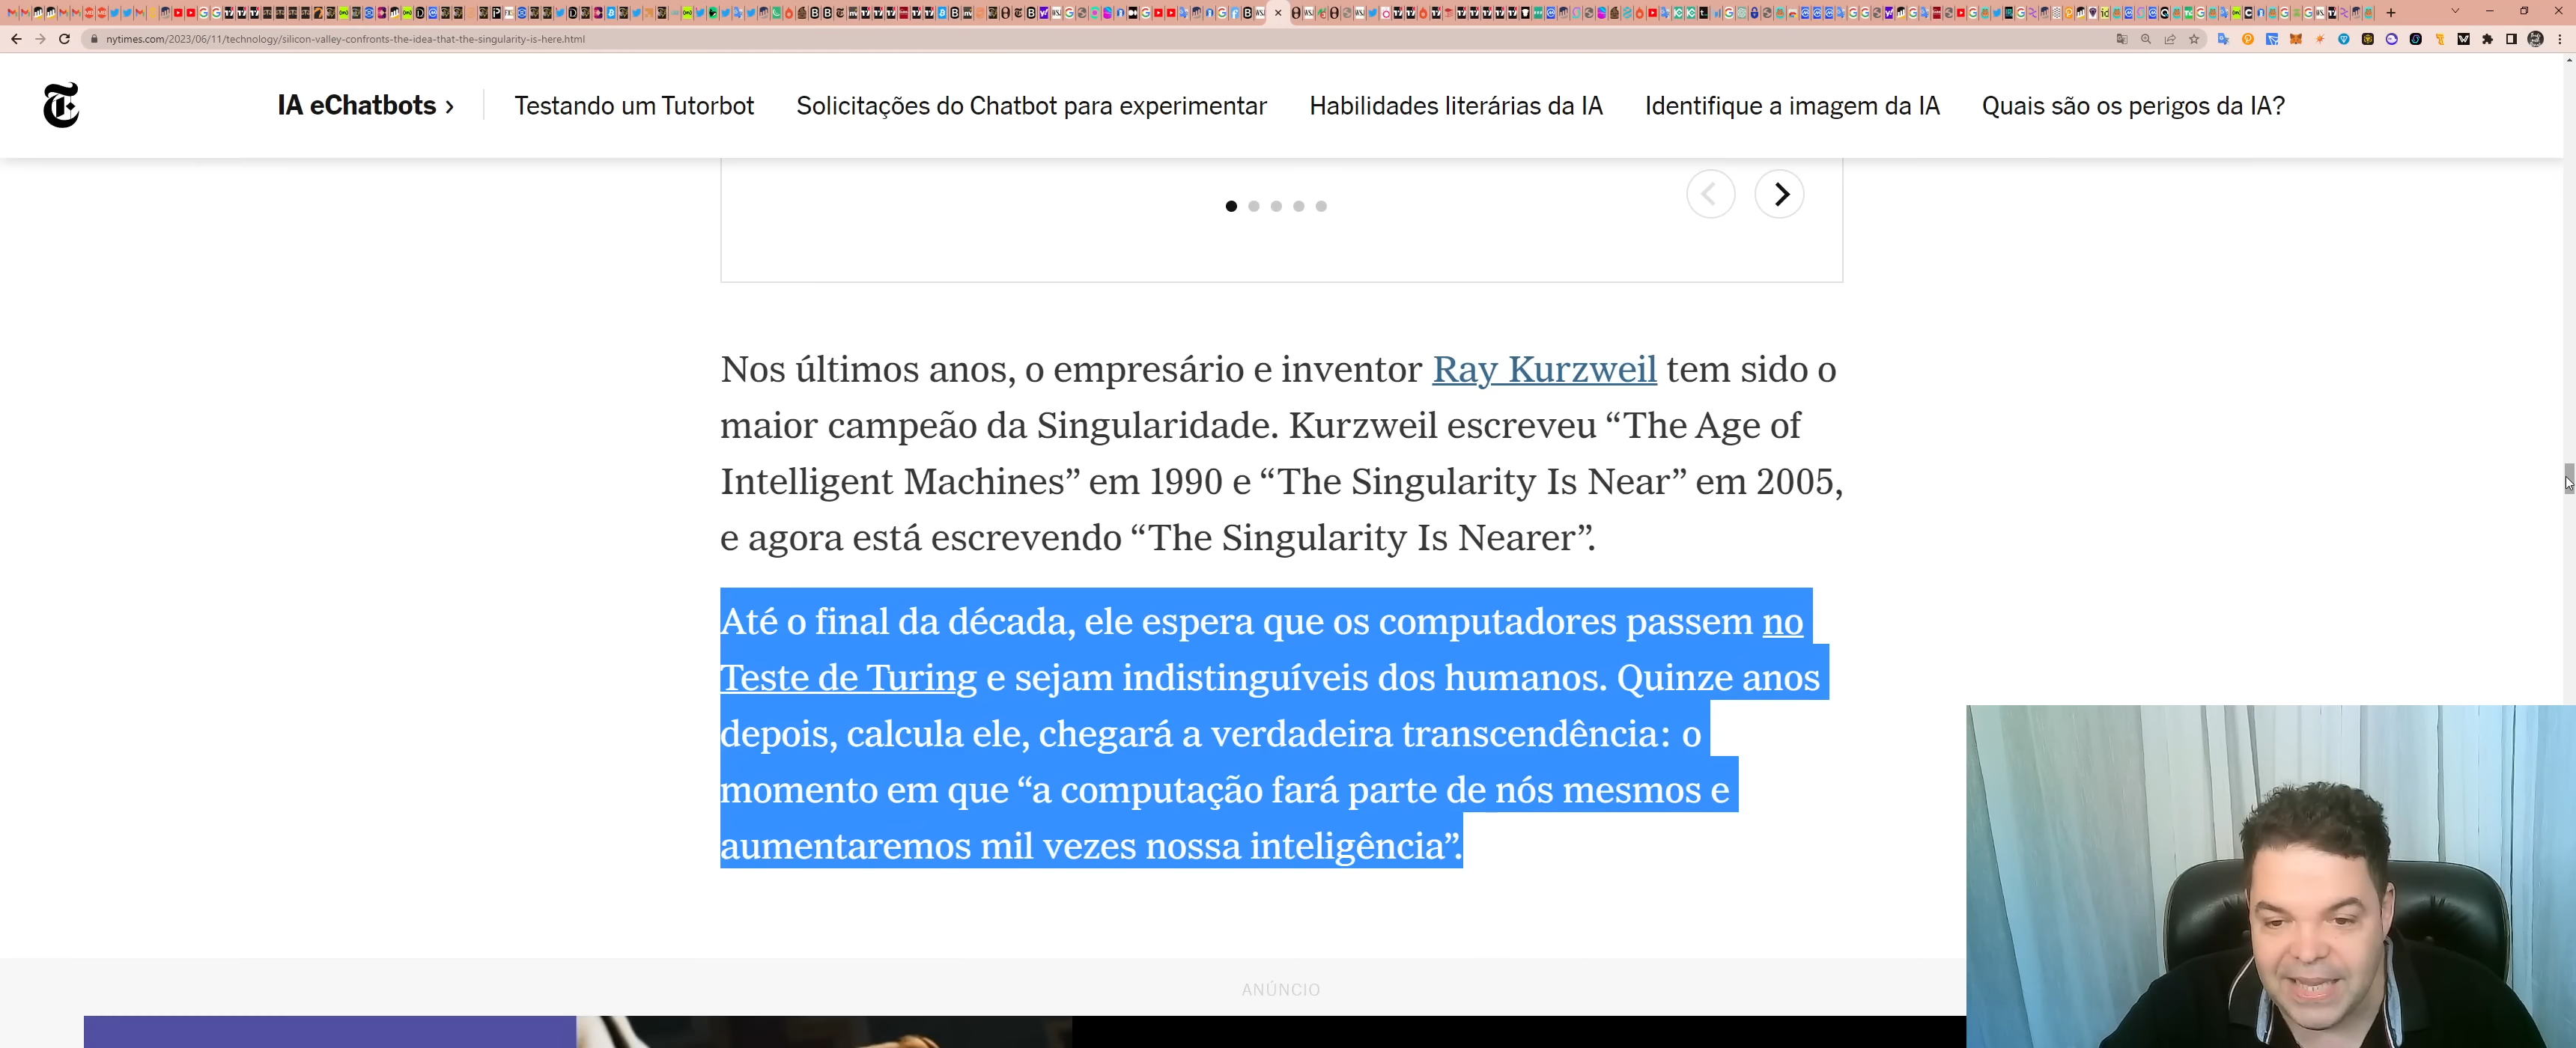 nytimes.com/2023/06/11/technology/silicon-valley-confronts-the-idea-that-the-singularity-is-here.html
IA eChatbots ›
Testando um Tutorbot
Solicitações do Chatbot para experimentar
Habilidades literárias da IA
Identifique a imagem da IA
Quais são os perigos da IA?
Nos últimos anos, o empresário e inventor Ray Kurzweil tem sido o
maior campeão da Singularidade. Kurzweil escreveu “The Age of
Intelligent Machines” em 1990 e “The Singularity Is Near” em 2005,
e agora está escrevendo “The Singularity Is Nearer”.
Até o final da década, ele espera que os computadores passem no
Teste de Turing e sejam indistinguíveis dos humanos. Quinze anos
depois, calcula ele, chegará a verdadeira transcendência: o
momento em que “a computação fará parte de nós mesmos e
aumentaremos mil vezes nossa inteligência”.
ANÚNCIO